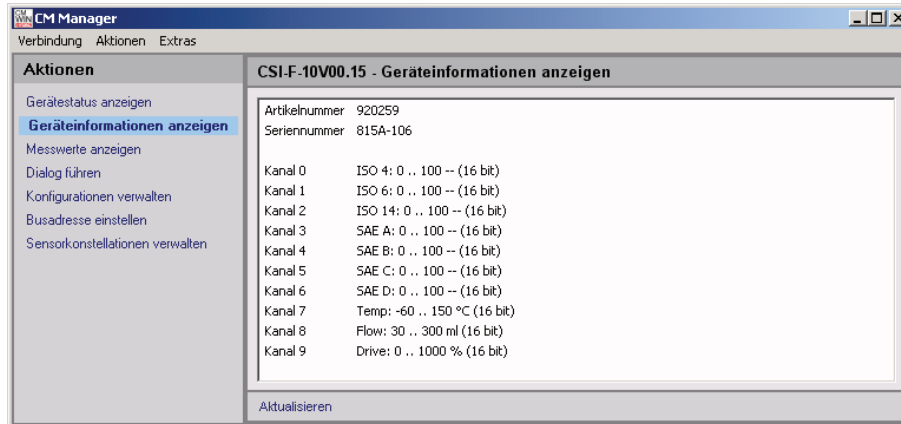 CM Manager
Verbindung Aktionen Extras
Aktionen
Gerätestatus anzeigen
Geräteinformationen anzeigen
Messwerte anzeigen
Dialog führen
Konfigurationen verwalten
Busadresse einstellen
Sensorkonstellationen verwalten
CSI-F-10V00.15 - Geräteinformationen anzeigen
Artikelnummer 920259
Seriennummer 815A-106
Kanal 0 ISO 4: 0 .. 100 -- (16 bit)
Kanal 1 ISO 6: 0 .. 100 -- (16 bit)
Kanal 2 ISO 14: 0 .. 100 -- (16 bit)
Kanal 3 SAE A: 0 .. 100 -- (16 bit)
Kanal 4 SAE B: 0 .. 100 -- (16 bit)
Kanal 5 SAE C: 0 .. 100 -- (16 bit)
Kanal 6 SAE D: 0 .. 100 -- (16 bit)
Kanal 7 Temp: -60 .. 150 °C (16 bit)
Kanal 8 Flow: 30 .. 300 ml (16 bit)
Kanal 9 Drive: 0 .. 1000 % (16 bit)
Aktualisieren